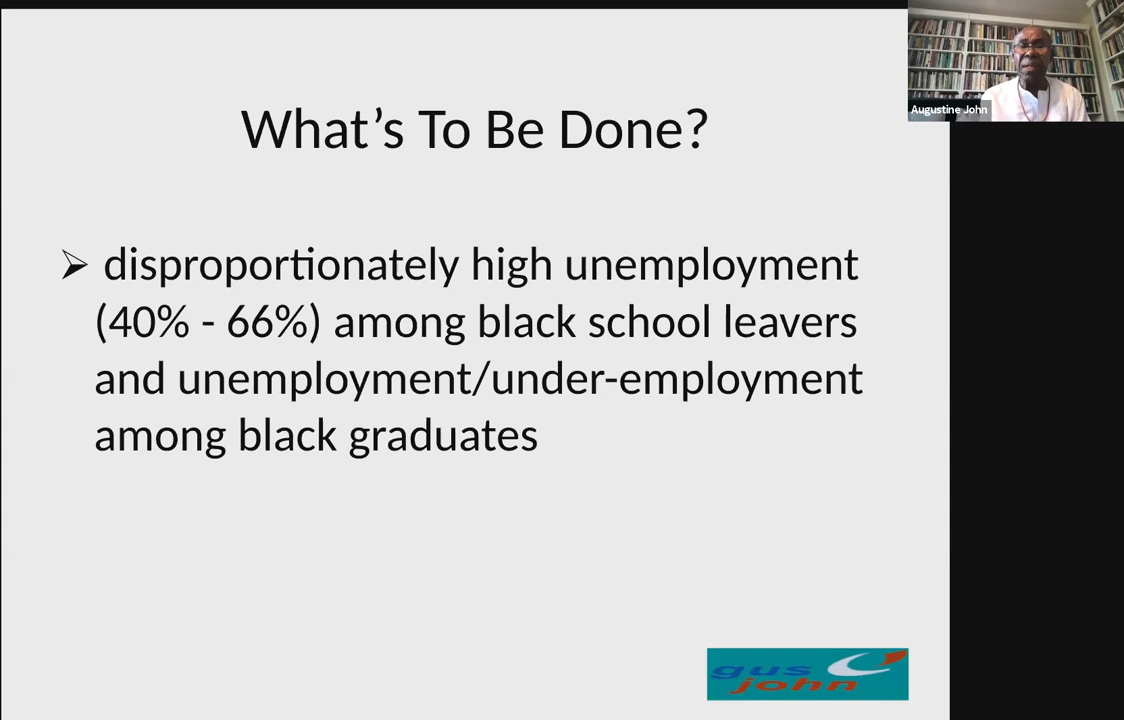 Augustine John
What's To Be Done?
➢ disproportionately high unemployment
(40% - 66%) among black school leavers
and unemployment/under-employment
among black graduates
gus
john